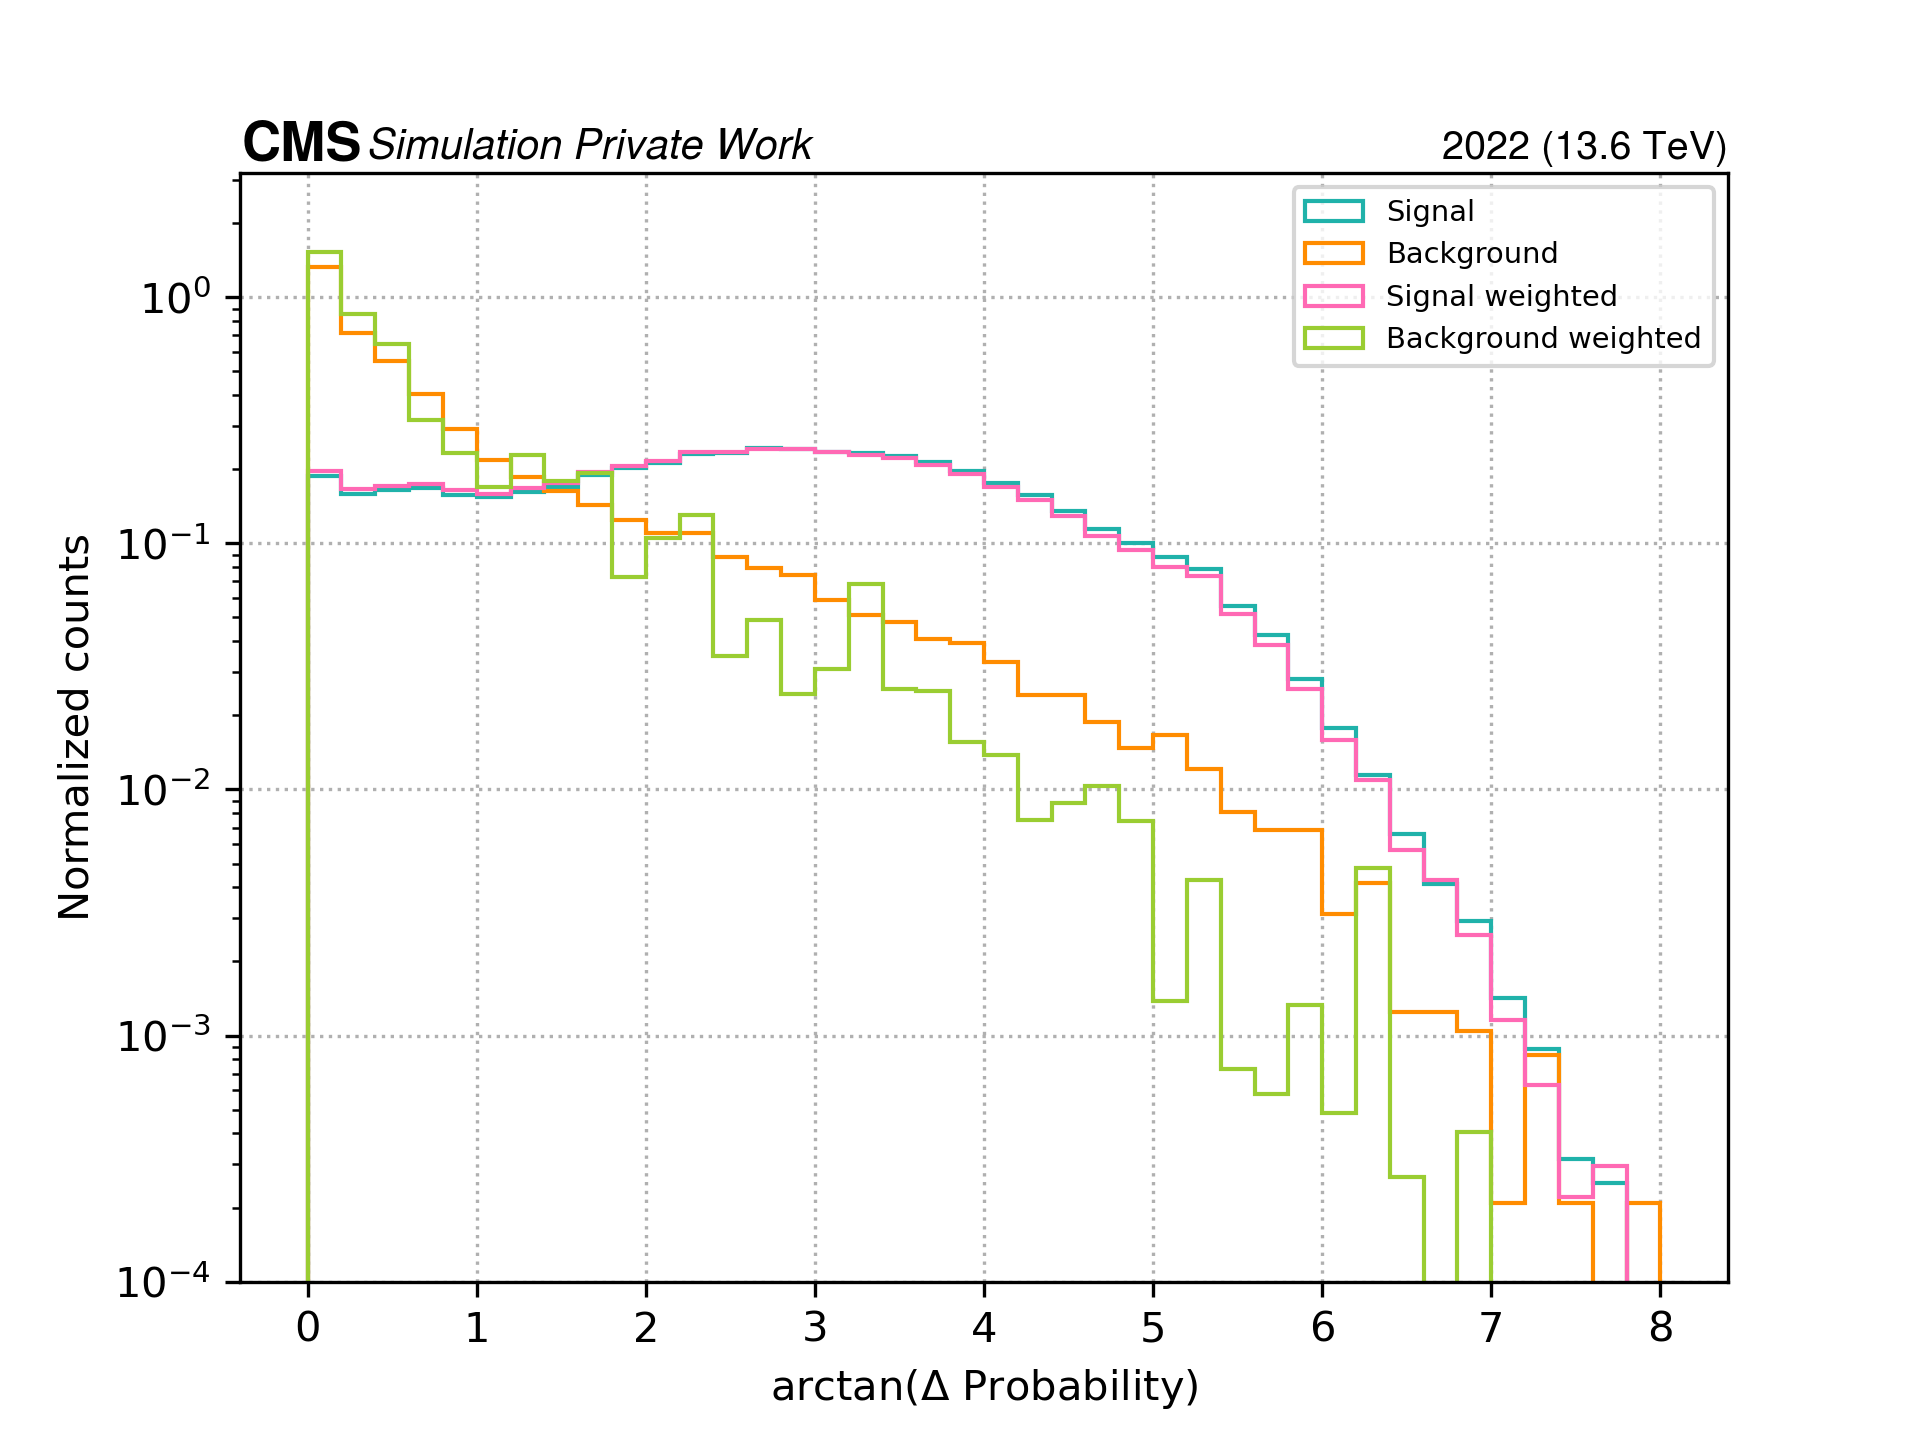 CMS Simulation Private Work 2022 (13.6 TeV)
Signal
Background
Signal weighted
Background weighted
Normalized counts
10⁰
10⁻¹
10⁻²
10⁻³
10⁻⁴
0 1 2 3 4 5 6 7 8
arctan(Δ Probability)